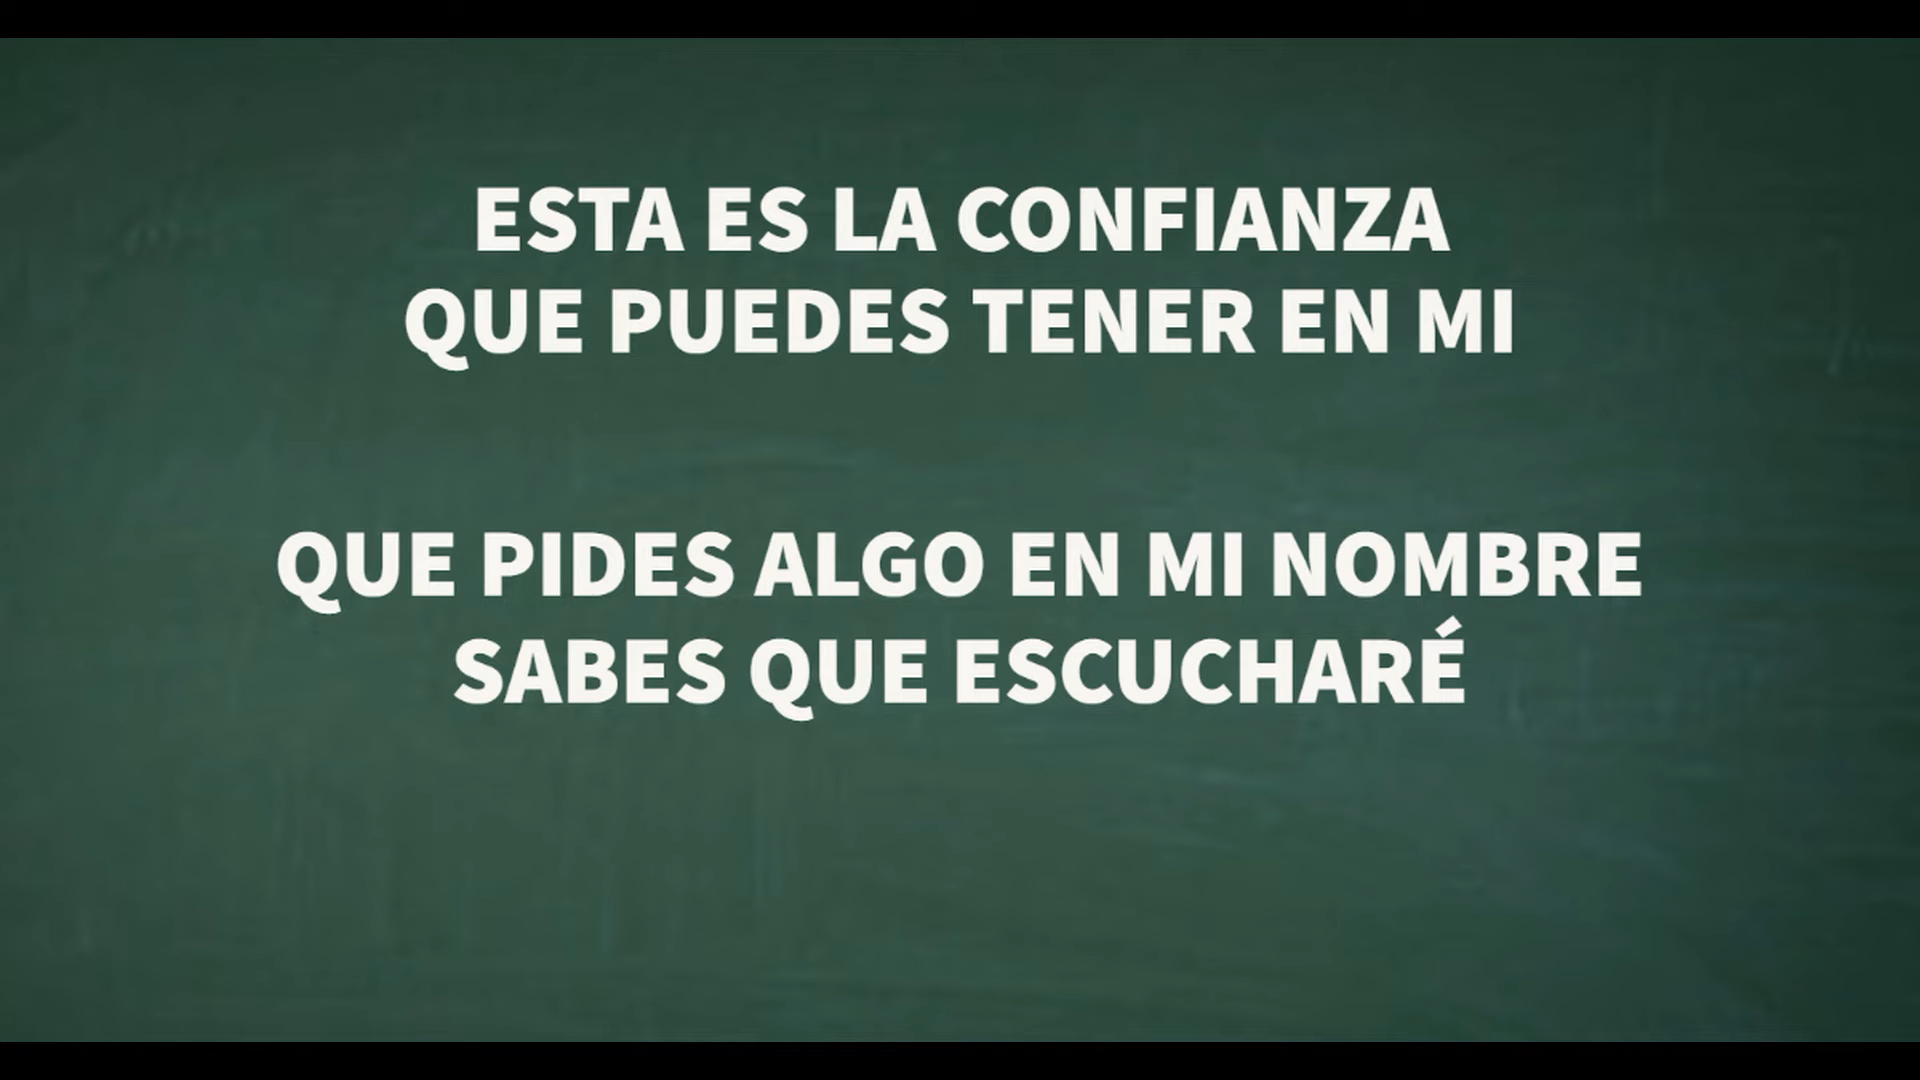 ESTA ES LA CONFIANZA
QUE PUEDES TENER EN MI
QUE PIDES ALGO EN MI NOMBRE
SABES QUE ESCUCHARÉ